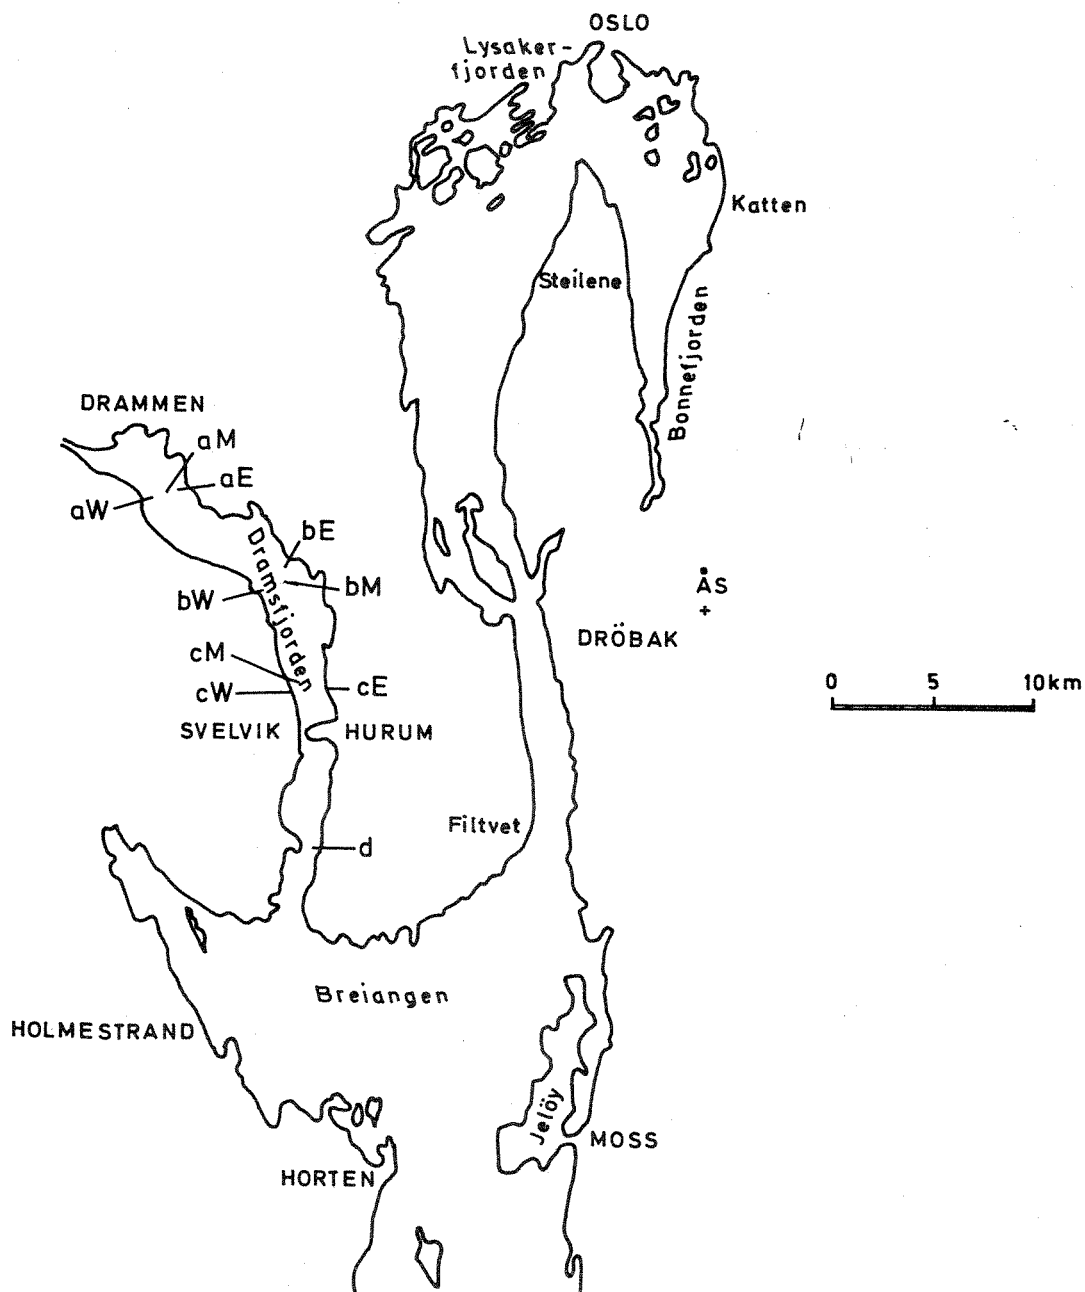 OSLO
Lysaker-
fjorden
Katten
Steilene
Bonnefjorden
DRAMMEN
aM
aE
aW
bE
Dramsfjorden
bM
bW
ÅS
DRÖBAK
cM
cE
cW
0 5 10km
SVELVIK
HURUM
Filtvet
d
Breiangen
HOLMESTRAND
Jelöy
MOSS
HORTEN